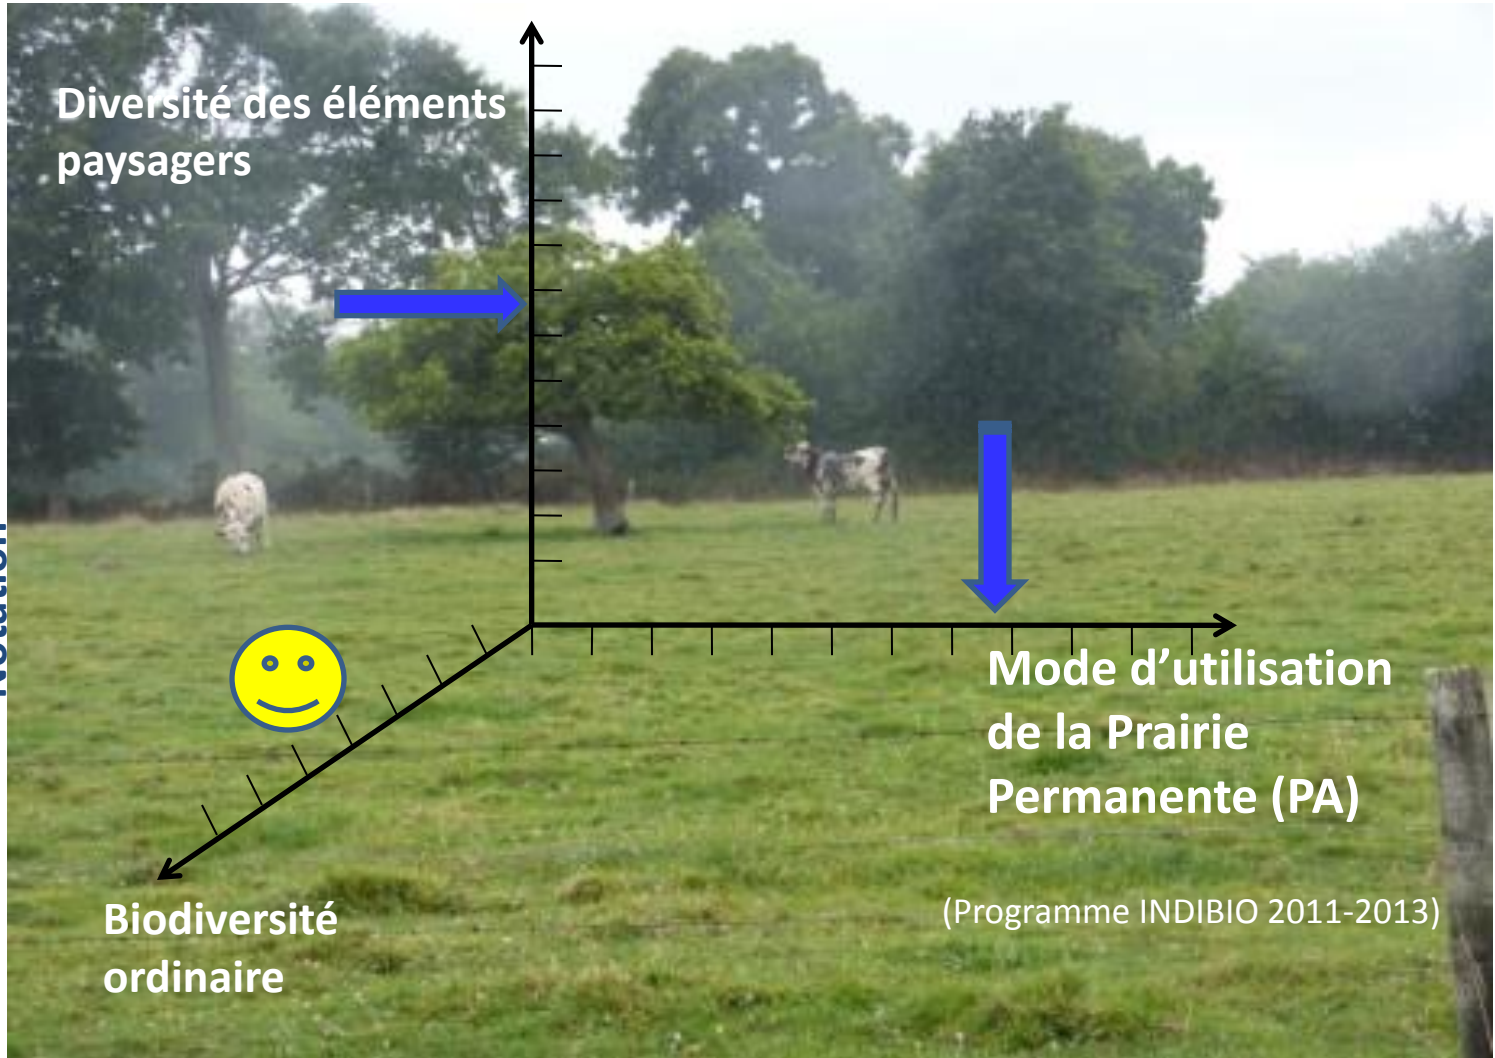 Diversité des éléments
paysagers
Mode d’utilisation
de la Prairie
Permanente (PA)
(Programme INDIBIO 2011-2013)
Biodiversité
ordinaire